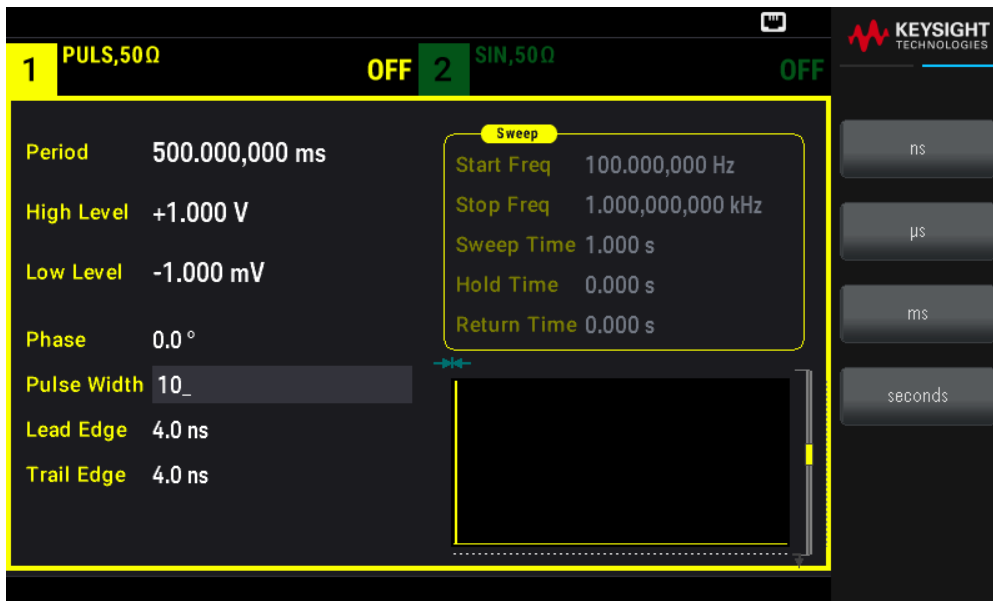 KEYSIGHT
TECHNOLOGIES
1 PULS,50Ω OFF 2 SIN,50Ω OFF
Period 500.000,000 ms
High Level +1.000 V
Low Level -1.000 mV
Phase 0.0 °
Pulse Width 10_
Lead Edge 4.0 ns
Trail Edge 4.0 ns
Sweep
Start Freq 100.000,000 Hz
Stop Freq 1.000,000,000 kHz
Sweep Time 1.000 s
Hold Time 0.000 s
Return Time 0.000 s
ns
µs
ms
seconds